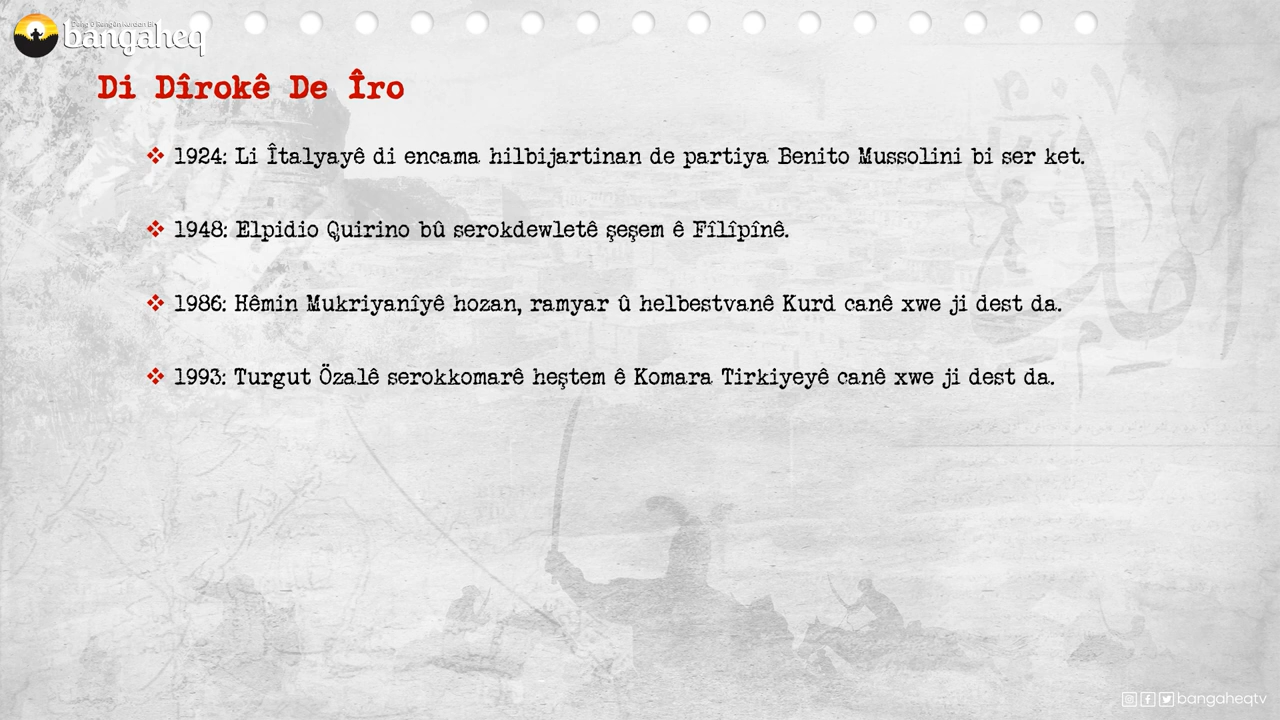 bangaheq
Di Dîrokê De Îro
1924: Li Îtalyayê di encama hilbijartinan de partiya Benito Mussolini bi ser ket.
1948: Elpidio Quirino bû serokdewletê şeşem ê Fîlîpînê.
1986: Hêmin Mukriyanîyê hozan, ramyar û helbestvanê Kurd canê xwe ji dest da.
1993: Turgut Özalê serokkomarê heştem ê Komara Tirkiyeyê canê xwe ji dest da.
bangaheqtv